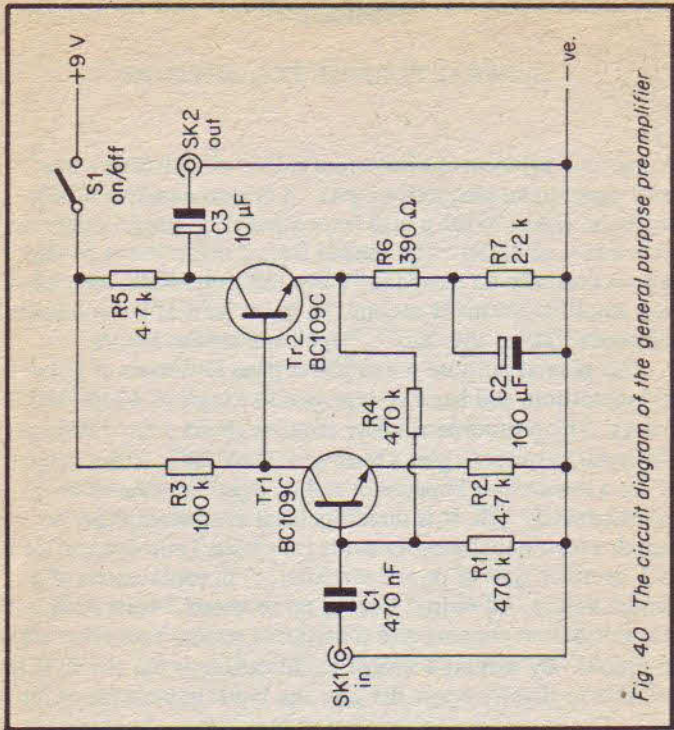 +9 V
S1
on/off
R5
4·7 k
C3
10 µF
SK2
out
R3
100 k
Tr2
BC109C
Tr1
BC109C
R4
470 k
R6
390 Ω
C1
470 nF
SK1
in
R1
470 k
R2
4·7 k
C2
100 µF
R7
2·2 k
−ve.
Fig. 40 The circuit diagram of the general purpose preamplifier